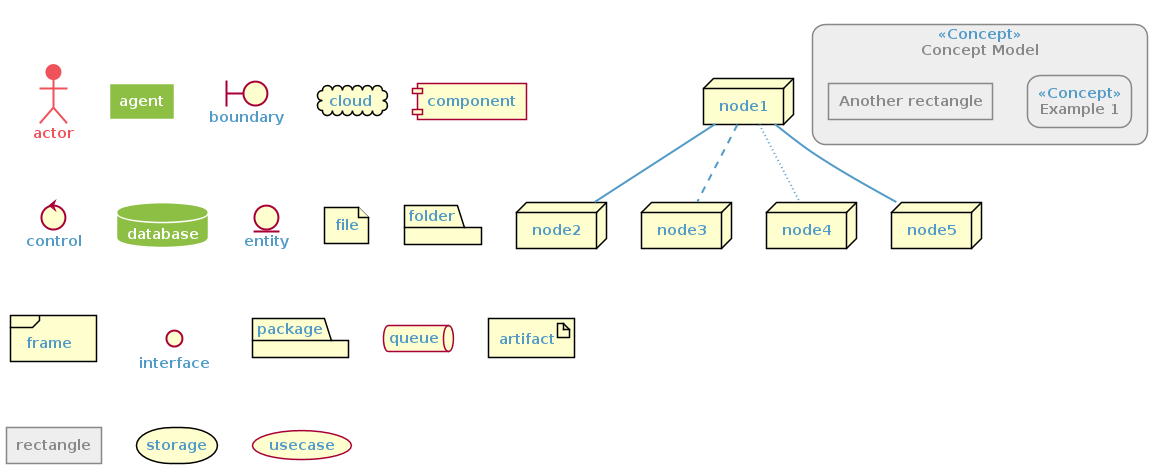 «Concept»
Concept Model
actor
agent
boundary
cloud
component
node1
Another rectangle
«Concept»
Example 1
control
database
entity
file
folder
node2
node3
node4
node5
frame
interface
package
queue
artifact
rectangle
storage
usecase